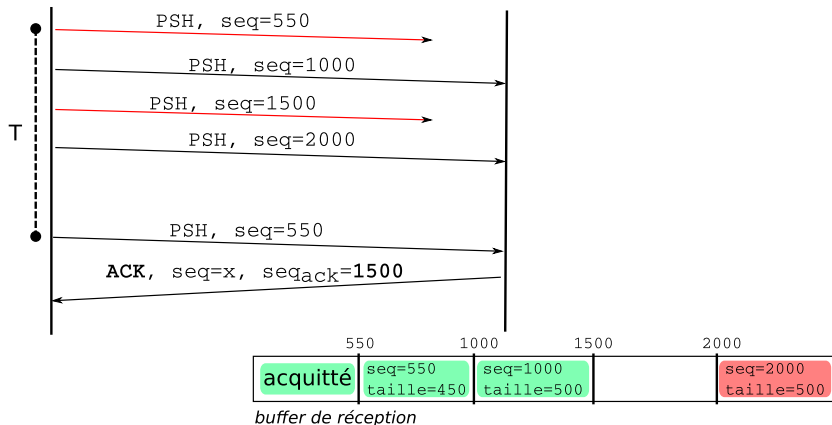 PSH, seq=550
PSH, seq=1000
PSH, seq=1500
T
PSH, seq=2000
PSH, seq=550
ACK, seq=x, seqack=1500
550 1000 1500 2000
acquitté
seq=550
taille=450
seq=1000
taille=500
seq=2000
taille=500
buffer de réception